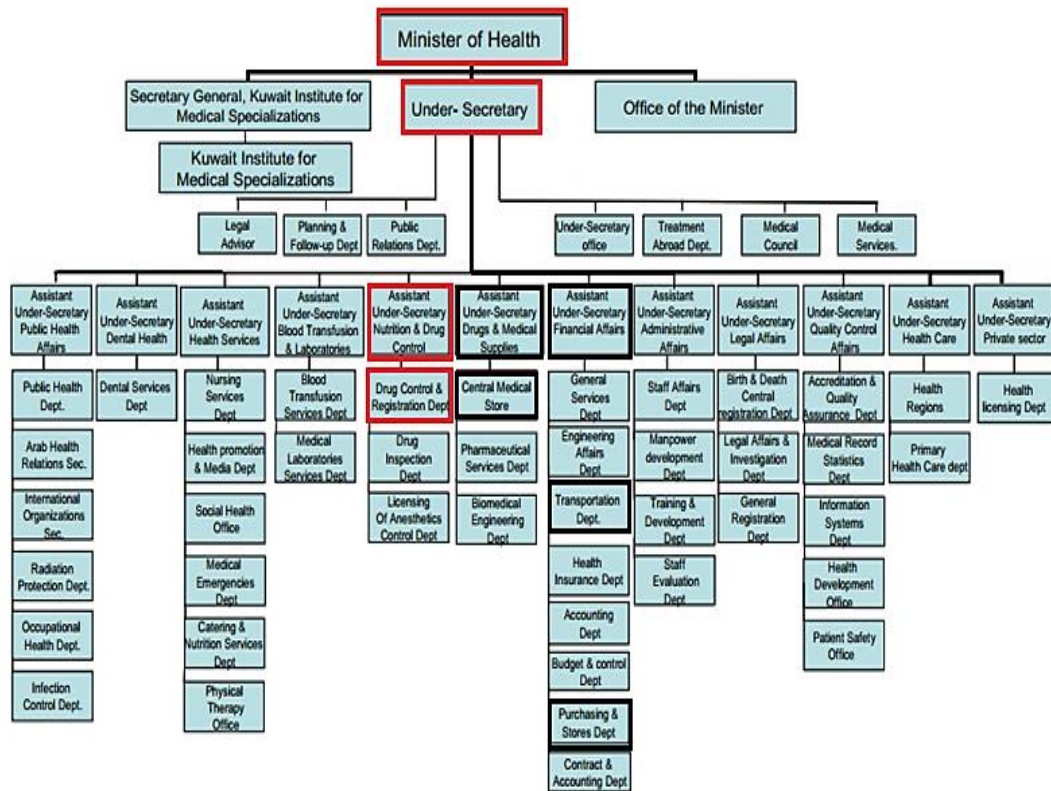 Minister of Health
Secretary General, Kuwait Institute for
Medical Specializations
Under- Secretary
Office of the Minister
Kuwait Institute for
Medical Specializations
Legal
Advisor
Planning &
Follow-up Dept
Public
Relations Dept.
Under-Secretary
office
Treatment
Abroad Dept.
Medical
Council
Medical
Services.
Assistant
Under-Secretary
Public Health
Affairs
Assistant
Under-Secretary
Dental Health
Assistant
Under-Secretary
Health Services
Assistant
Under-Secretary
Blood Transfusion
& Laboratories
Assistant
Under-Secretary
Nutrition & Drug
Control
Assistant
Under-Secretary
Drugs & Medical
Supplies
Assistant
Under-Secretary
Financial Affairs
Assistant
Under-Secretary
Administrative
Affairs
Assistant
Under-Secretary
Legal Affairs
Assistant
Under-Secretary
Quality Control
Affairs
Assistant
Under-Secretary
Health Care
Assistant
Under-Secretary
Private sector
Public Health
Dept.
Arab Health
Relations Sec.
International
Organizations
Sec.
Radiation
Protection Dept.
Occupational
Health Dept.
Infection
Control Dept.
Dental Services
Dept
Nursing
Services
Dept
Health promotion
& Media Dept
Social Health
Office
Medical
Emergencies
Dept
Catering &
Nutrition Services
Dept
Physical
Therapy
Office
Blood
Transfusion
Services Dept
Medical
Laboratories
Services Dept
Drug Control &
Registration Dept
Drug
Inspection
Dept
Licensing
Of Anesthetics
Control Dept
Central Medical
Store
Pharmaceutical
Services Dept
Biomedical
Engineering
Dept
General
Services Dept
Engineering
Affairs Dept
Transportation
Dept.
Health
Insurance Dept
Accounting
Dept
Budget & control
Dept
Purchasing &
Stores Dept
Contract &
Accounting Dept
Staff Affairs
Dept
Manpower
development
Dept
Training &
Development
Dept
Staff
Evaluation
Dept
Birth & Death
Central
registration Dept
Legal Affairs &
Investigation
Dept
General
Registration
Dept
Accreditation &
Quality
Assurance Dept
Medical Record
Statistics
Dept
Information
Systems
Dept
Health
Development
Office
Patient Safety
Office
Health
Regions
Primary
Health Care dept
Health
licensing Dept